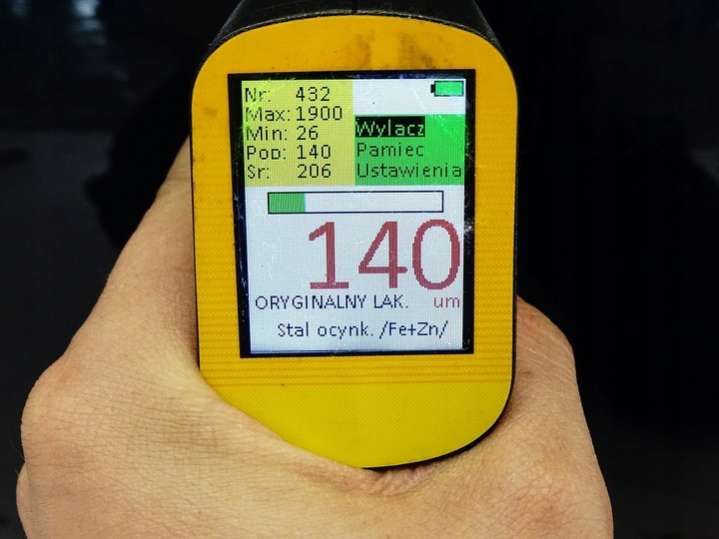 Nr: 432
Max: 1900
Min: 26
Pop: 140
Sr: 206
Wylacz
Pamiec
Ustawienia
140
ORYGINALNY LAK. um
Stal ocynk. /Fe+Zn/